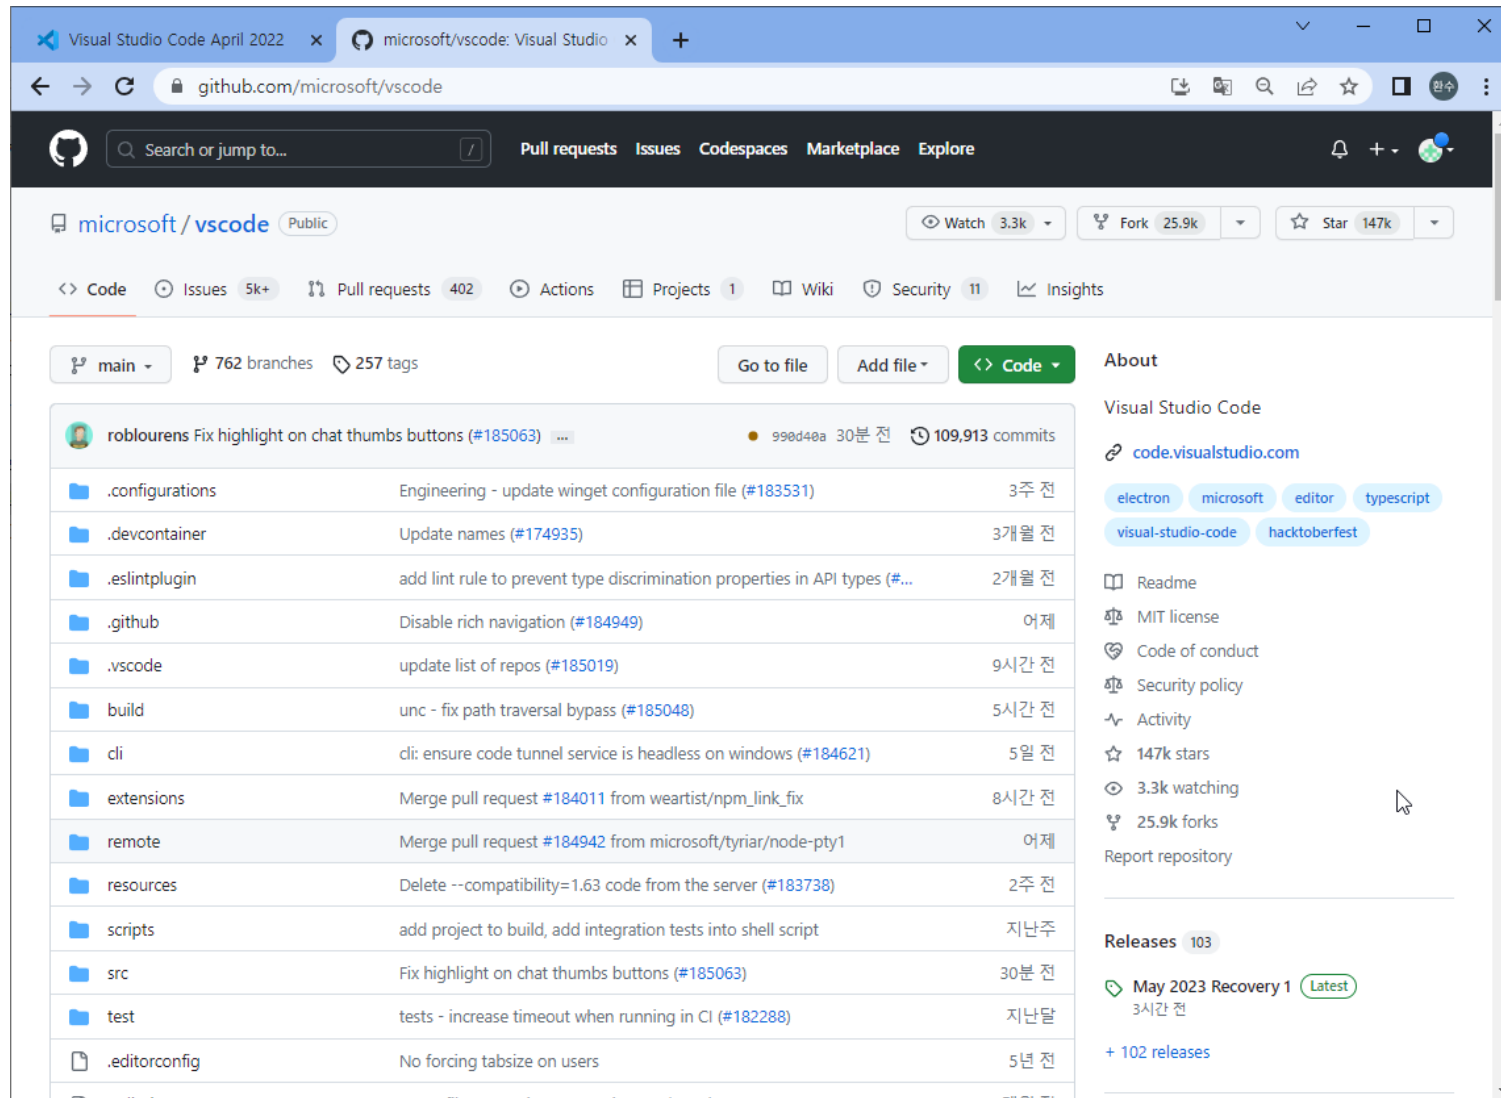 Visual Studio Code April 2022
microsoft/vscode: Visual Studio
github.com/microsoft/vscode
환수
Search or jump to...
/
Pull requests Issues Codespaces Marketplace Explore
microsoft / vscode Public
Watch 3.3k
Fork 25.9k
Star 147k
Code
Issues 5k+
Pull requests 402
Actions
Projects 1
Wiki
Security 11
Insights
main
762 branches
257 tags
Go to file
Add file
Code
roblourens Fix highlight on chat thumbs buttons (#185063) ... 990d40a 30분 전 109,913 commits
.configurations Engineering - update winget configuration file (#183531) 3주 전
.devcontainer Update names (#174935) 3개월 전
.eslintplugin add lint rule to prevent type discrimination properties in API types (#... 2개월 전
.github Disable rich navigation (#184949) 어제
.vscode update list of repos (#185019) 9시간 전
build unc - fix path traversal bypass (#185048) 5시간 전
cli cli: ensure code tunnel service is headless on windows (#184621) 5일 전
extensions Merge pull request #184011 from weartist/npm_link_fix 8시간 전
remote Merge pull request #184942 from microsoft/tyriar/node-pty1 어제
resources Delete --compatibility=1.63 code from the server (#183738) 2주 전
scripts add project to build, add integration tests into shell script 지난주
src Fix highlight on chat thumbs buttons (#185063) 30분 전
test tests - increase timeout when running in CI (#182288) 지난달
.editorconfig No forcing tabsize on users 5년 전
About
Visual Studio Code
code.visualstudio.com
electron microsoft editor typescript
visual-studio-code hacktoberfest
Readme
MIT license
Code of conduct
Security policy
Activity
147k stars
3.3k watching
25.9k forks
Report repository
Releases 103
May 2023 Recovery 1 Latest
3시간 전
+ 102 releases